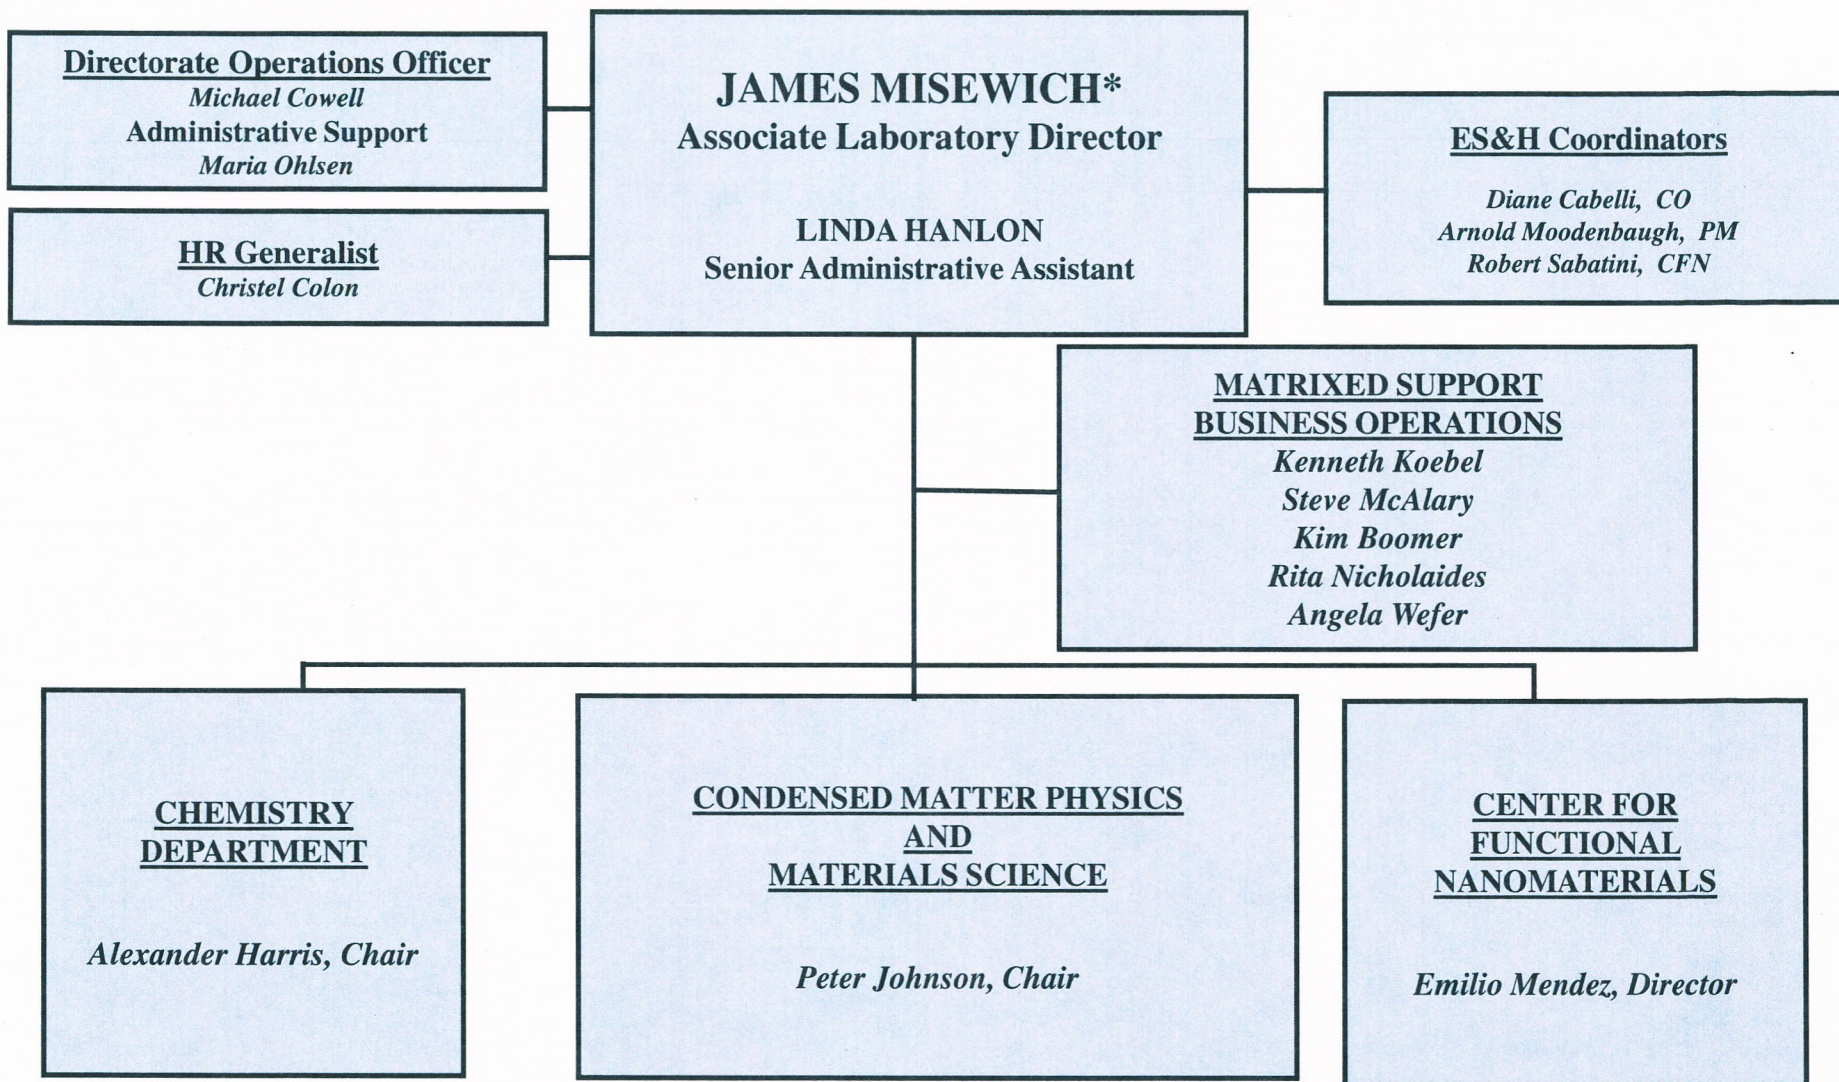 Directorate Operations Officer
Michael Cowell
Administrative Support
Maria Ohlsen
HR Generalist
Christel Colon
JAMES MISEWICH*
Associate Laboratory Director
LINDA HANLON
Senior Administrative Assistant
ES&H Coordinators
Diane Cabelli, CO
Arnold Moodenbaugh, PM
Robert Sabatini, CFN
MATRIXED SUPPORT
BUSINESS OPERATIONS
Kenneth Koebel
Steve McAlary
Kim Boomer
Rita Nicholaides
Angela Wefer
CHEMISTRY
DEPARTMENT
Alexander Harris, Chair
CONDENSED MATTER PHYSICS
AND
MATERIALS SCIENCE
Peter Johnson, Chair
CENTER FOR
FUNCTIONAL
NANOMATERIALS
Emilio Mendez, Director